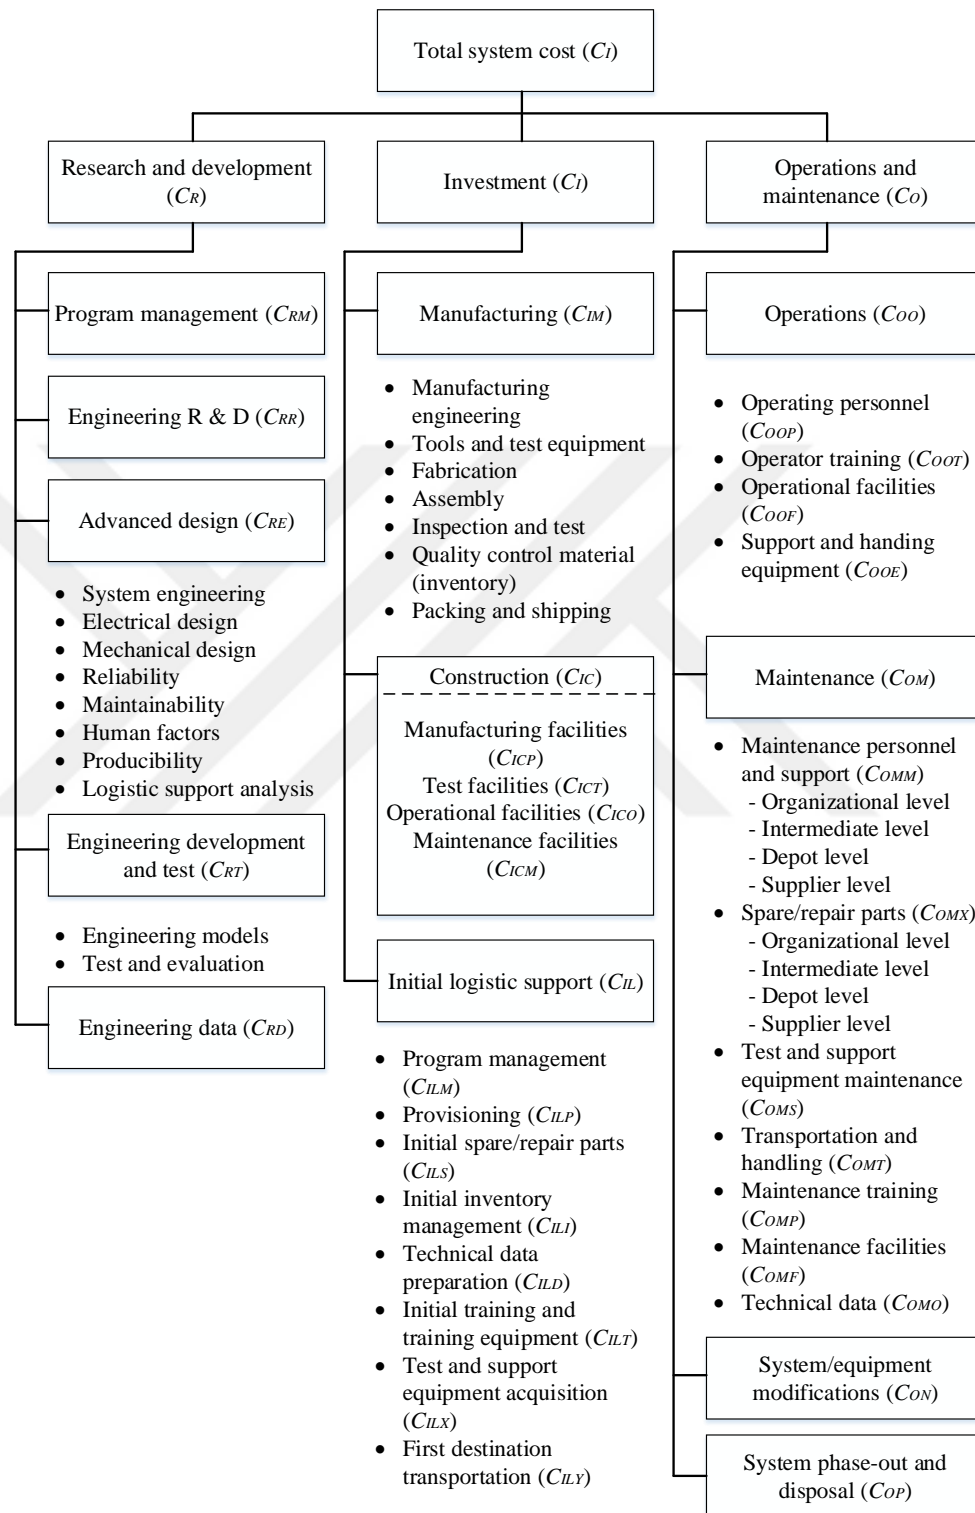 Total system cost (CI)
Research and development
(CR)
Investment (CI)
Operations and
maintenance (CO)
Program management (CRM)
Engineering R & D (CRR)
Advanced design (CRE)
• System engineering
• Electrical design
• Mechanical design
• Reliability
• Maintainability
• Human factors
• Producibility
• Logistic support analysis
Engineering development
and test (CRT)
• Engineering models
• Test and evaluation
Engineering data (CRD)
Manufacturing (CIM)
• Manufacturing
engineering
• Tools and test equipment
• Fabrication
• Assembly
• Inspection and test
• Quality control material
(inventory)
• Packing and shipping
Construction (CIC)
Manufacturing facilities
(CICP)
Test facilities (CICT)
Operational facilities (CICO)
Maintenance facilities
(CICM)
Initial logistic support (CIL)
• Program management
(CILM)
• Provisioning (CILP)
• Initial spare/repair parts
(CILS)
• Initial inventory
management (CILI)
• Technical data
preparation (CILD)
• Initial training and
training equipment (CILT)
• Test and support
equipment acquisition
(CILX)
• First destination
transportation (CILY)
Operations (COO)
• Operating personnel
(COOP)
• Operator training (COOT)
• Operational facilities
(COOF)
• Support and handing
equipment (COOE)
Maintenance (COM)
• Maintenance personnel
and support (COMM)
- Organizational level
- Intermediate level
- Depot level
- Supplier level
• Spare/repair parts (COMX)
- Organizational level
- Intermediate level
- Depot level
- Supplier level
• Test and support
equipment maintenance
(COMS)
• Transportation and
handling (COMT)
• Maintenance training
(COMP)
• Maintenance facilities
(COMF)
• Technical data (COMO)
System/equipment
modifications (CON)
System phase-out and
disposal (COP)